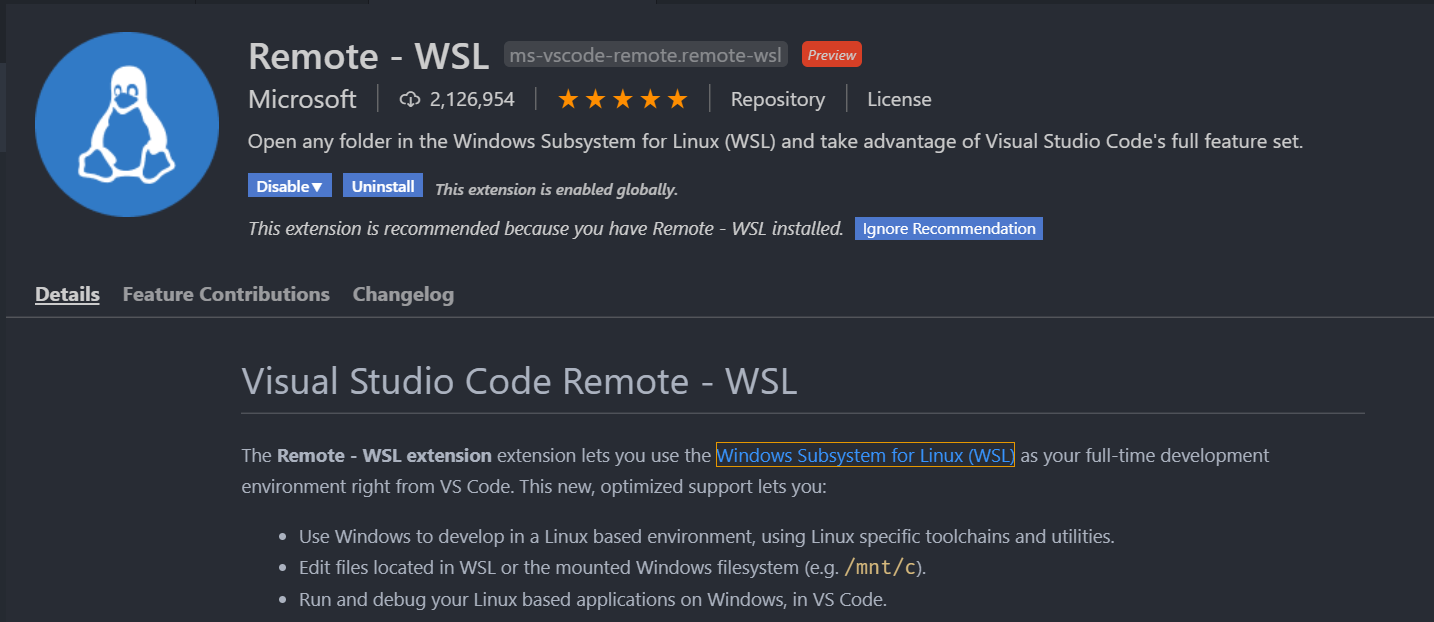 Remote - WSL ms-vscode-remote.remote-wsl Preview
Microsoft 2,126,954 Repository License
Open any folder in the Windows Subsystem for Linux (WSL) and take advantage of Visual Studio Code's full feature set.
Disable Uninstall This extension is enabled globally.
This extension is recommended because you have Remote - WSL installed. Ignore Recommendation
Details Feature Contributions Changelog
Visual Studio Code Remote - WSL
The Remote - WSL extension extension lets you use the Windows Subsystem for Linux (WSL) as your full-time development
environment right from VS Code. This new, optimized support lets you:
• Use Windows to develop in a Linux based environment, using Linux specific toolchains and utilities.
• Edit files located in WSL or the mounted Windows filesystem (e.g. /mnt/c).
• Run and debug your Linux based applications on Windows, in VS Code.